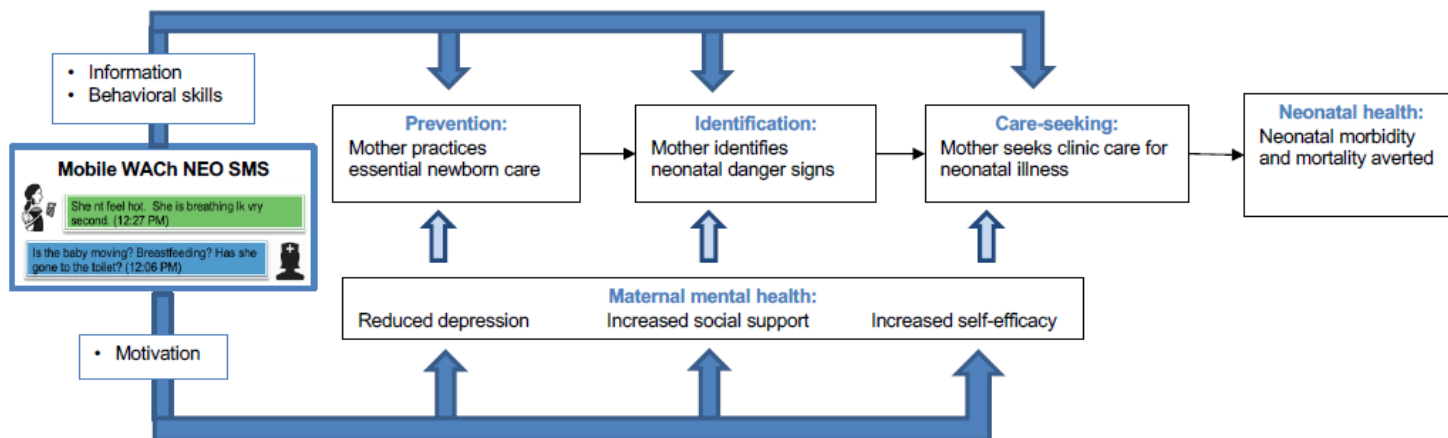 • Information
• Behavioral skills
Mobile WACh NEO SMS
She nt feel hot. She is breathing lk vry
second. (12:27 PM)
Is the baby moving? Breastfeeding? Has she
gone to the toilet? (12:06 PM)
• Motivation
Prevention:
Mother practices
essential newborn care
Identification:
Mother identifies
neonatal danger signs
Care-seeking:
Mother seeks clinic care for
neonatal illness
Neonatal health:
Neonatal morbidity
and mortality averted
Maternal mental health:
Reduced depression
Increased social support
Increased self-efficacy